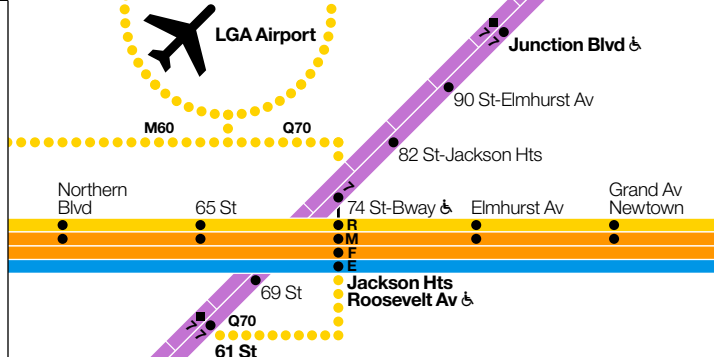 LGA Airport
7
7
Junction Blvd
90 St-Elmhurst Av
M60
Q70
82 St-Jackson Hts
7
Northern
Blvd
65 St
74 St-Bway
Elmhurst Av
Grand Av
Newtown
R
M
F
E
Jackson Hts
Roosevelt Av
69 St
7
7
Q70
61 St